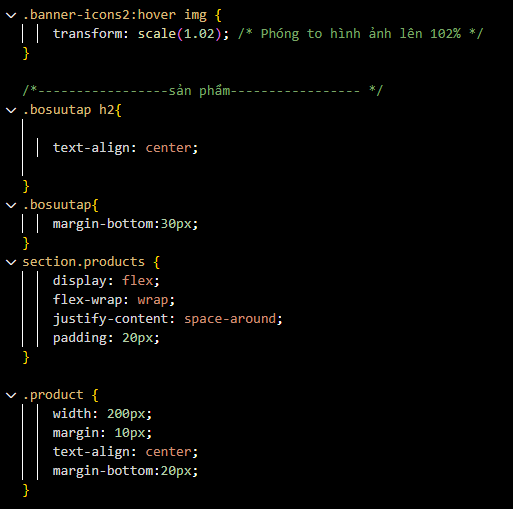 .banner-icons2:hover img {
    transform: scale(1.02); /* Phóng to hình ảnh lên 102% */
}
/*-----------------sản phẩm----------------- */
.bosuutap h2{
    text-align: center;
}
.bosuutap{
    margin-bottom:30px;
}
section.products {
    display: flex;
    flex-wrap: wrap;
    justify-content: space-around;
    padding: 20px;
}
.product {
    width: 200px;
    margin: 10px;
    text-align: center;
    margin-bottom:20px;
}